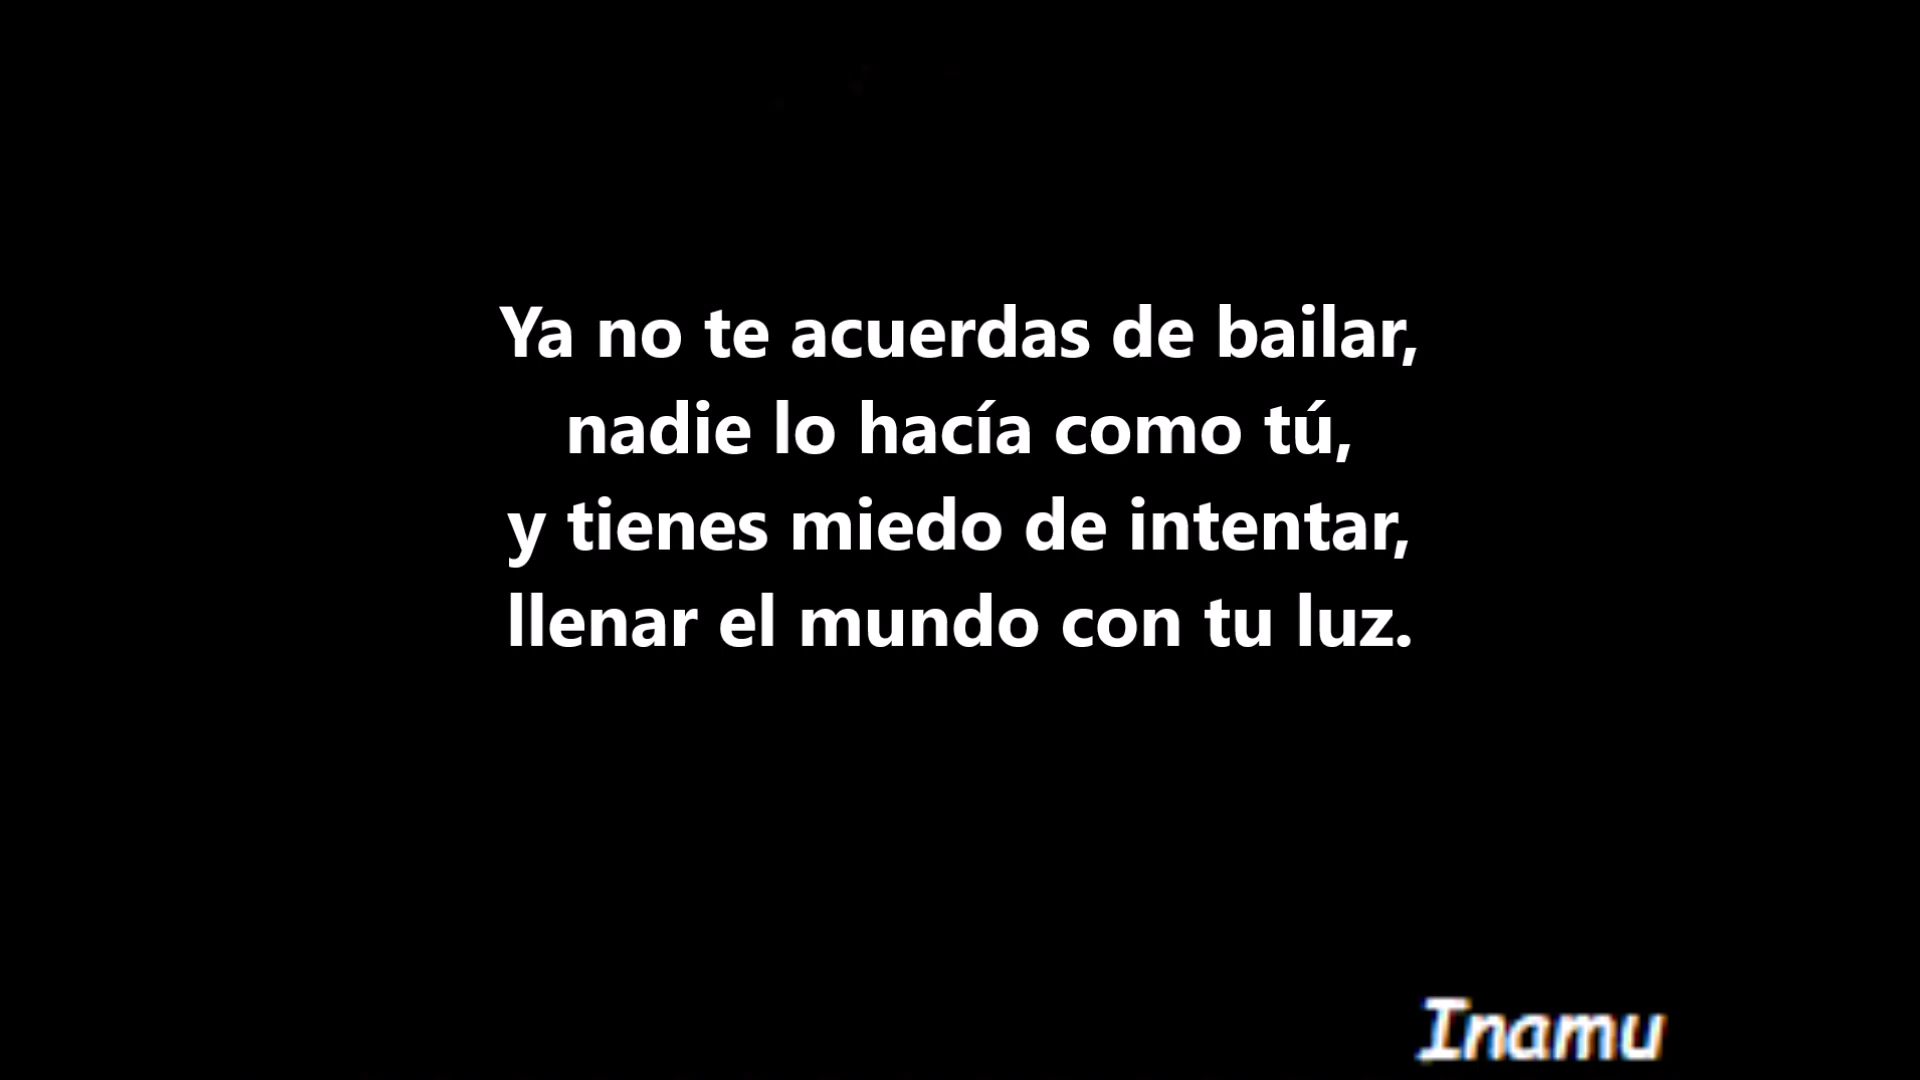 Ya no te acuerdas de bailar,
nadie lo hacía como tú,
y tienes miedo de intentar,
llenar el mundo con tu luz.
Inamu